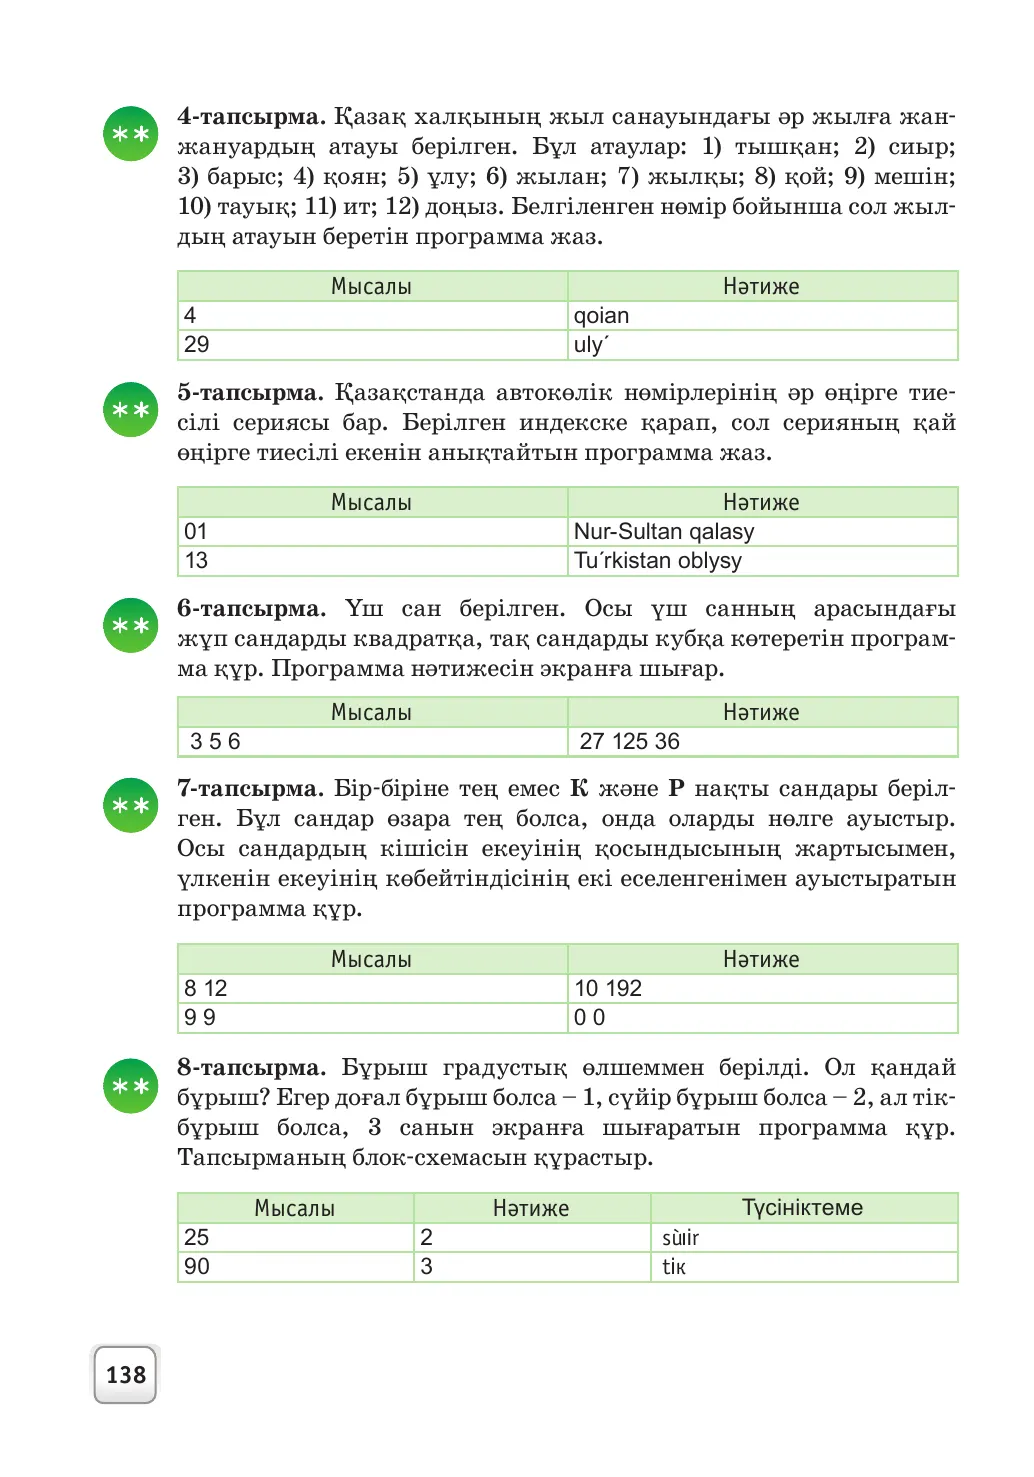 **
4-тапсырма. Қазақ халқының жыл санауындағы әр жылға жан-
жануардың атауы берілген. Бұл атаулар: 1) тышқан; 2) сиыр;
3) барыс; 4) қоян; 5) ұлу; 6) жылан; 7) жылқы; 8) қой; 9) мешін;
10) тауық; 11) ит; 12) доңыз. Белгіленген нөмір бойынша сол жыл-
дың атауын беретін программа жаз.
Мысалы Нәтиже
4 qoian
29 uly´
**
5-тапсырма. Қазақстанда автокөлік нөмірлерінің әр өңірге тие-
сілі сериясы бар. Берілген индекске қарап, сол серияның қай
өңірге тиесілі екенін анықтайтын программа жаз.
Мысалы Нәтиже
01 Nur-Sultan qalasy
13 Tu´rkistan oblysy
**
6-тапсырма. Үш сан берілген. Осы үш санның арасындағы
жұп сандарды квадратқа, тақ сандарды кубқа көтеретін програм-
ма құр. Программа нәтижесін экранға шығар.
Мысалы Нәтиже
3 5 6 27 125 36
**
7-тапсырма. Бір-біріне тең емес К және Р нақты сандары беріл-
ген. Бұл сандар өзара тең болса, онда оларды нөлге ауыстыр.
Осы сандардың кішісін екеуінің қосындысының жартысымен,
үлкенін екеуінің көбейтіндісінің екі еселенгенімен ауыстыратын
программа құр.
Мысалы Нәтиже
8 12 10 192
9 9 0 0
**
8-тапсырма. Бұрыш градустық өлшеммен берілді. Ол қандай
бұрыш? Егер доғал бұрыш болса – 1, сүйір бұрыш болса – 2, ал тік-
бұрыш болса, 3 санын экранға шығаратын программа құр.
Тапсырманың блок-схемасын құрастыр.
Мысалы Нәтиже Түсініктеме
25 2 sùıir
90 3 tік
138